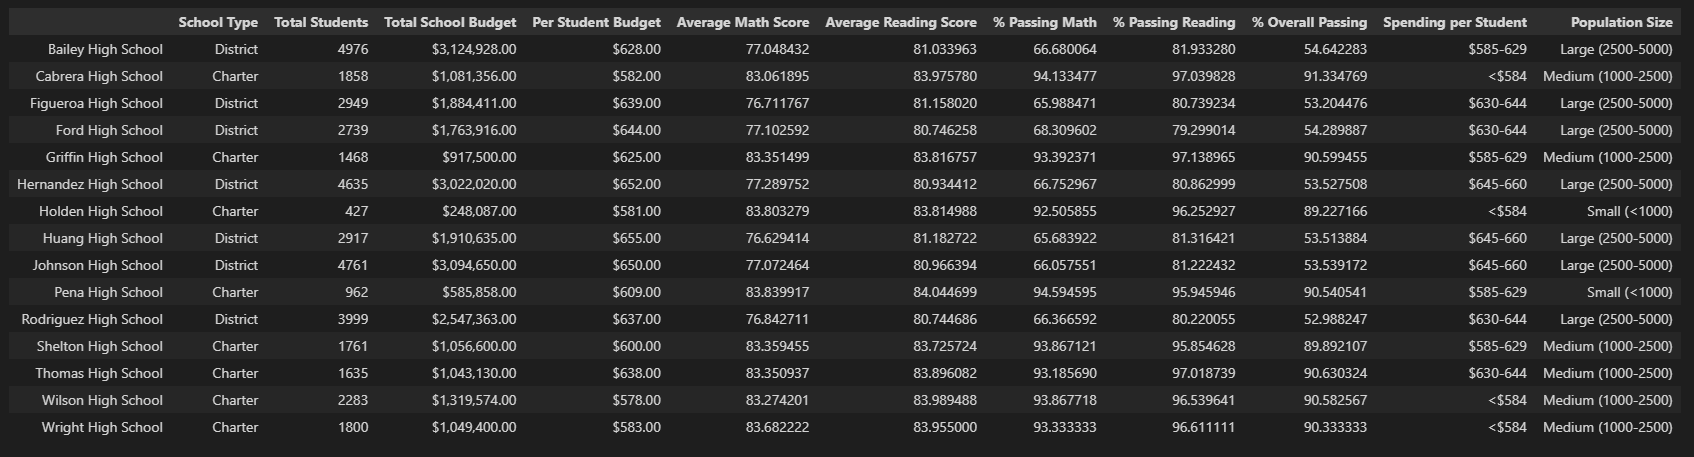 School Type Total Students Total School Budget Per Student Budget Average Math Score Average Reading Score % Passing Math % Passing Reading % Overall Passing Spending per Student Population Size
Bailey High School District 4976 $3,124,928.00 $628.00 77.048432 81.033963 66.680064 81.933280 54.642283 $585-629 Large (2500-5000)
Cabrera High School Charter 1858 $1,081,356.00 $582.00 83.061895 83.975780 94.133477 97.039828 91.334769 <$584 Medium (1000-2500)
Figueroa High School District 2949 $1,884,411.00 $639.00 76.711767 81.158020 65.988471 80.739234 53.204476 $630-644 Large (2500-5000)
Ford High School District 2739 $1,763,916.00 $644.00 77.102592 80.746258 68.309602 79.299014 54.289887 $630-644 Large (2500-5000)
Griffin High School Charter 1468 $917,500.00 $625.00 83.351499 83.816757 93.392371 97.138965 90.599455 $585-629 Medium (1000-2500)
Hernandez High School District 4635 $3,022,020.00 $652.00 77.289752 80.934412 66.752967 80.862999 53.527508 $645-660 Large (2500-5000)
Holden High School Charter 427 $248,087.00 $581.00 83.803279 83.814988 92.505855 96.252927 89.227166 <$584 Small (<1000)
Huang High School District 2917 $1,910,635.00 $655.00 76.629414 81.182722 65.683922 81.316421 53.513884 $645-660 Large (2500-5000)
Johnson High School District 4761 $3,094,650.00 $650.00 77.072464 80.966394 66.057551 81.222432 53.539172 $645-660 Large (2500-5000)
Pena High School Charter 962 $585,858.00 $609.00 83.839917 84.044699 94.594595 95.945946 90.540541 $585-629 Small (<1000)
Rodriguez High School District 3999 $2,547,363.00 $637.00 76.842711 80.744686 66.366592 80.220055 52.988247 $630-644 Large (2500-5000)
Shelton High School Charter 1761 $1,056,600.00 $600.00 83.359455 83.725724 93.867121 95.854628 89.892107 $585-629 Medium (1000-2500)
Thomas High School Charter 1635 $1,043,130.00 $638.00 83.350937 83.896082 93.185690 97.018739 90.630324 $630-644 Medium (1000-2500)
Wilson High School Charter 2283 $1,319,574.00 $578.00 83.274201 83.989488 93.867718 96.539641 90.582567 <$584 Medium (1000-2500)
Wright High School Charter 1800 $1,049,400.00 $583.00 83.682222 83.955000 93.333333 96.611111 90.333333 <$584 Medium (1000-2500)